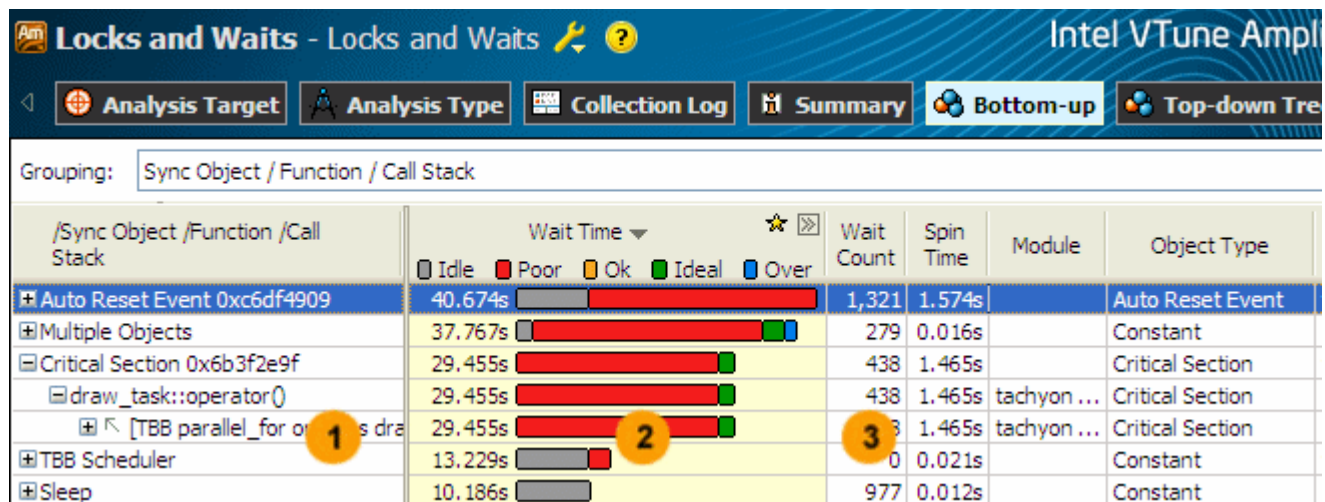 Am Locks and Waits - Locks and Waits ?
Intel VTune Ampli
Analysis Target Analysis Type Collection Log Summary Bottom-up Top-down Tre
Grouping: Sync Object / Function / Call Stack
/Sync Object /Function /Call Stack Wait Time Wait Count Spin Time Module Object Type
Idle Poor Ok Ideal Over
Auto Reset Event 0xc6df4909 40.674s 1,321 1.574s Auto Reset Event
Multiple Objects 37.767s 279 0.016s Constant
Critical Section 0x6b3f2e9f 29.455s 438 1.465s Critical Section
draw_task::operator() 29.455s 438 1.465s tachyon ... Critical Section
[TBB parallel_for o 1 s dra 29.455s 2 3 1.465s tachyon ... Critical Section
TBB Scheduler 13.229s 0 0.021s Constant
Sleep 10.186s 977 0.012s Constant